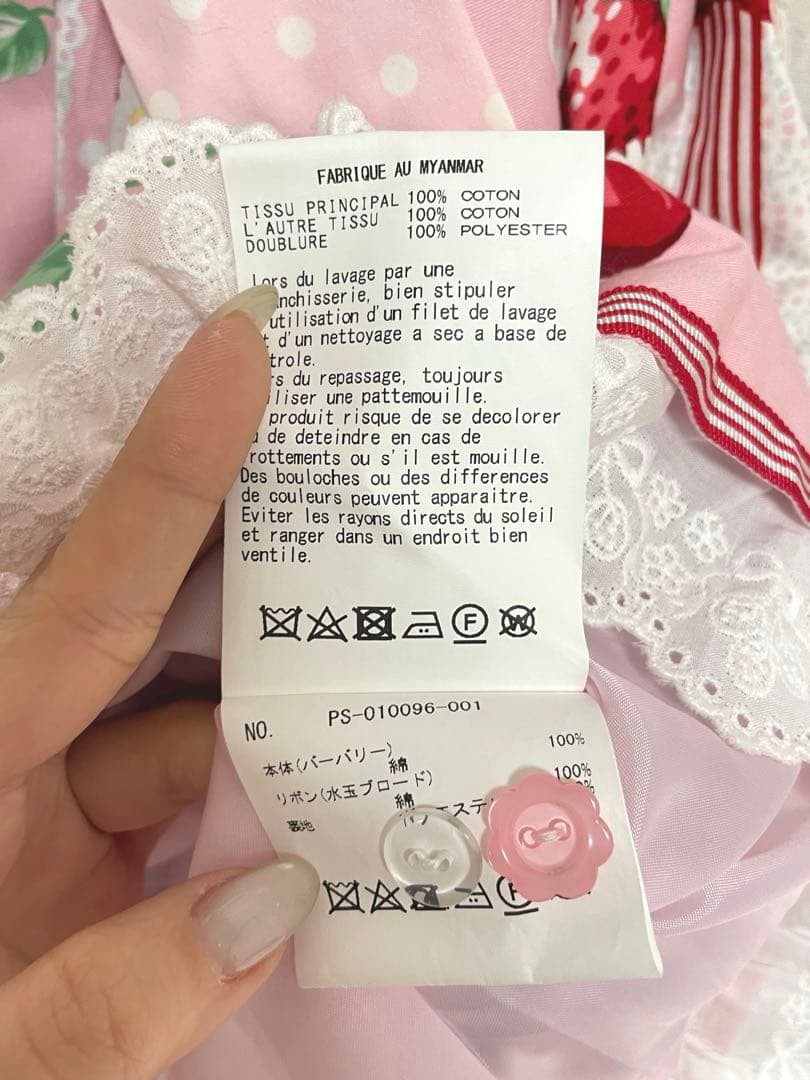 FABRIQUE AU MYANMAR
TISSU PRINCIPAL 100% COTON
L'AUTRE TISSU 100% COTON
DOUBLURE 100% POLYESTER
Lors du lavage par une
nchisserie, bien stipuler
utilisation d'un filet de lavage
d'un nettoyage a sec a base de
trole.
s du repassage, toujours
liser une pattemouille.
produit risque de se decolorer
de deteindre en cas de
rottements ou s'il est mouille.
Des bouloches ou des differences
de couleurs peuvent apparaitre.
Eviter les rayons directs du soleil
et ranger dans un endroit bien
ventile.
F W
NO. PS-010096-001
本体(バーバリー) 100%
綿
リボン(水玉ブロード) 100%
綿
裏地 エステ %
F